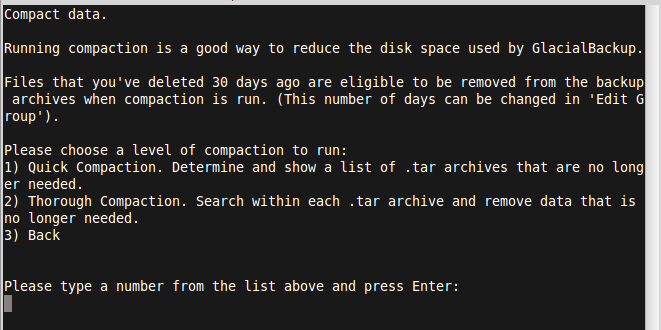 Compact data.
Running compaction is a good way to reduce the disk space used by GlacialBackup.
Files that you've deleted 30 days ago are eligible to be removed from the backup
archives when compaction is run. (This number of days can be changed in 'Edit G
roup').
Please choose a level of compaction to run:
1) Quick Compaction. Determine and show a list of .tar archives that are no long
er needed.
2) Thorough Compaction. Search within each .tar archive and remove data that is
no longer needed.
3) Back
Please type a number from the list above and press Enter: